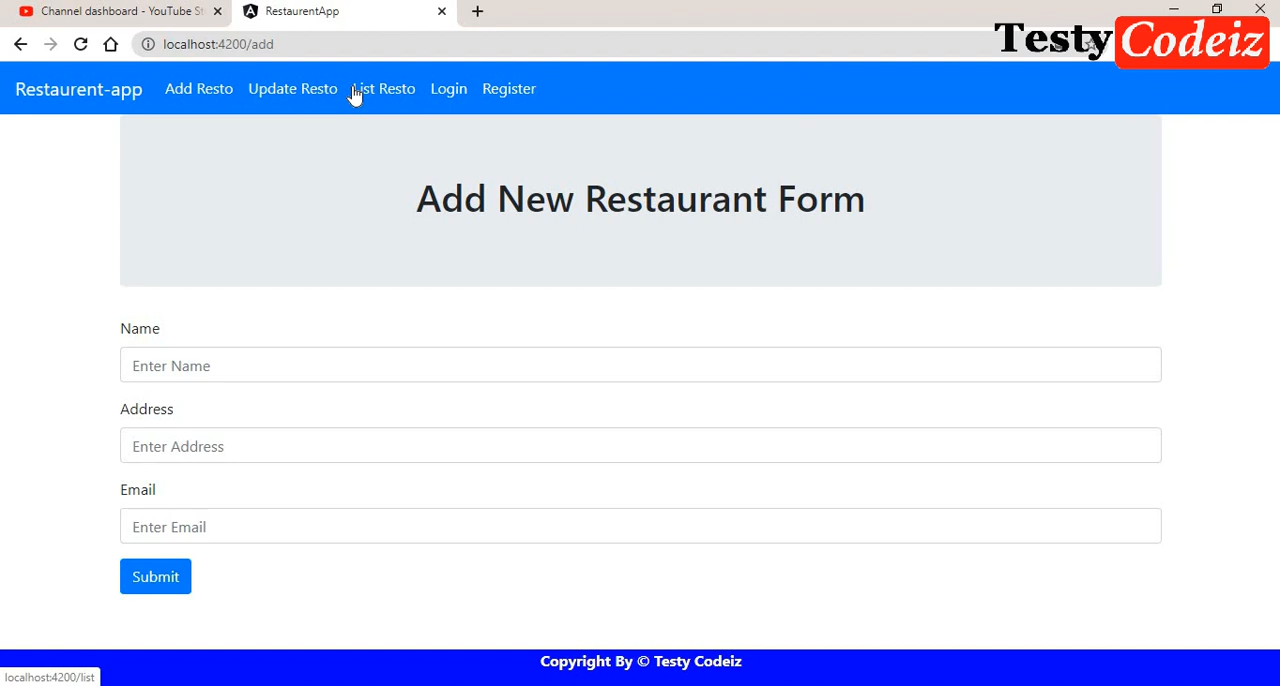 Channel dashboard - YouTube St
RestaurentApp
localhost:4200/add
Testy Codeiz
Restaurent-app Add Resto Update Resto List Resto Login Register
Add New Restaurant Form
Name
Enter Name
Address
Enter Address
Email
Enter Email
Submit
Copyright By © Testy Codeiz
localhost:4200/list